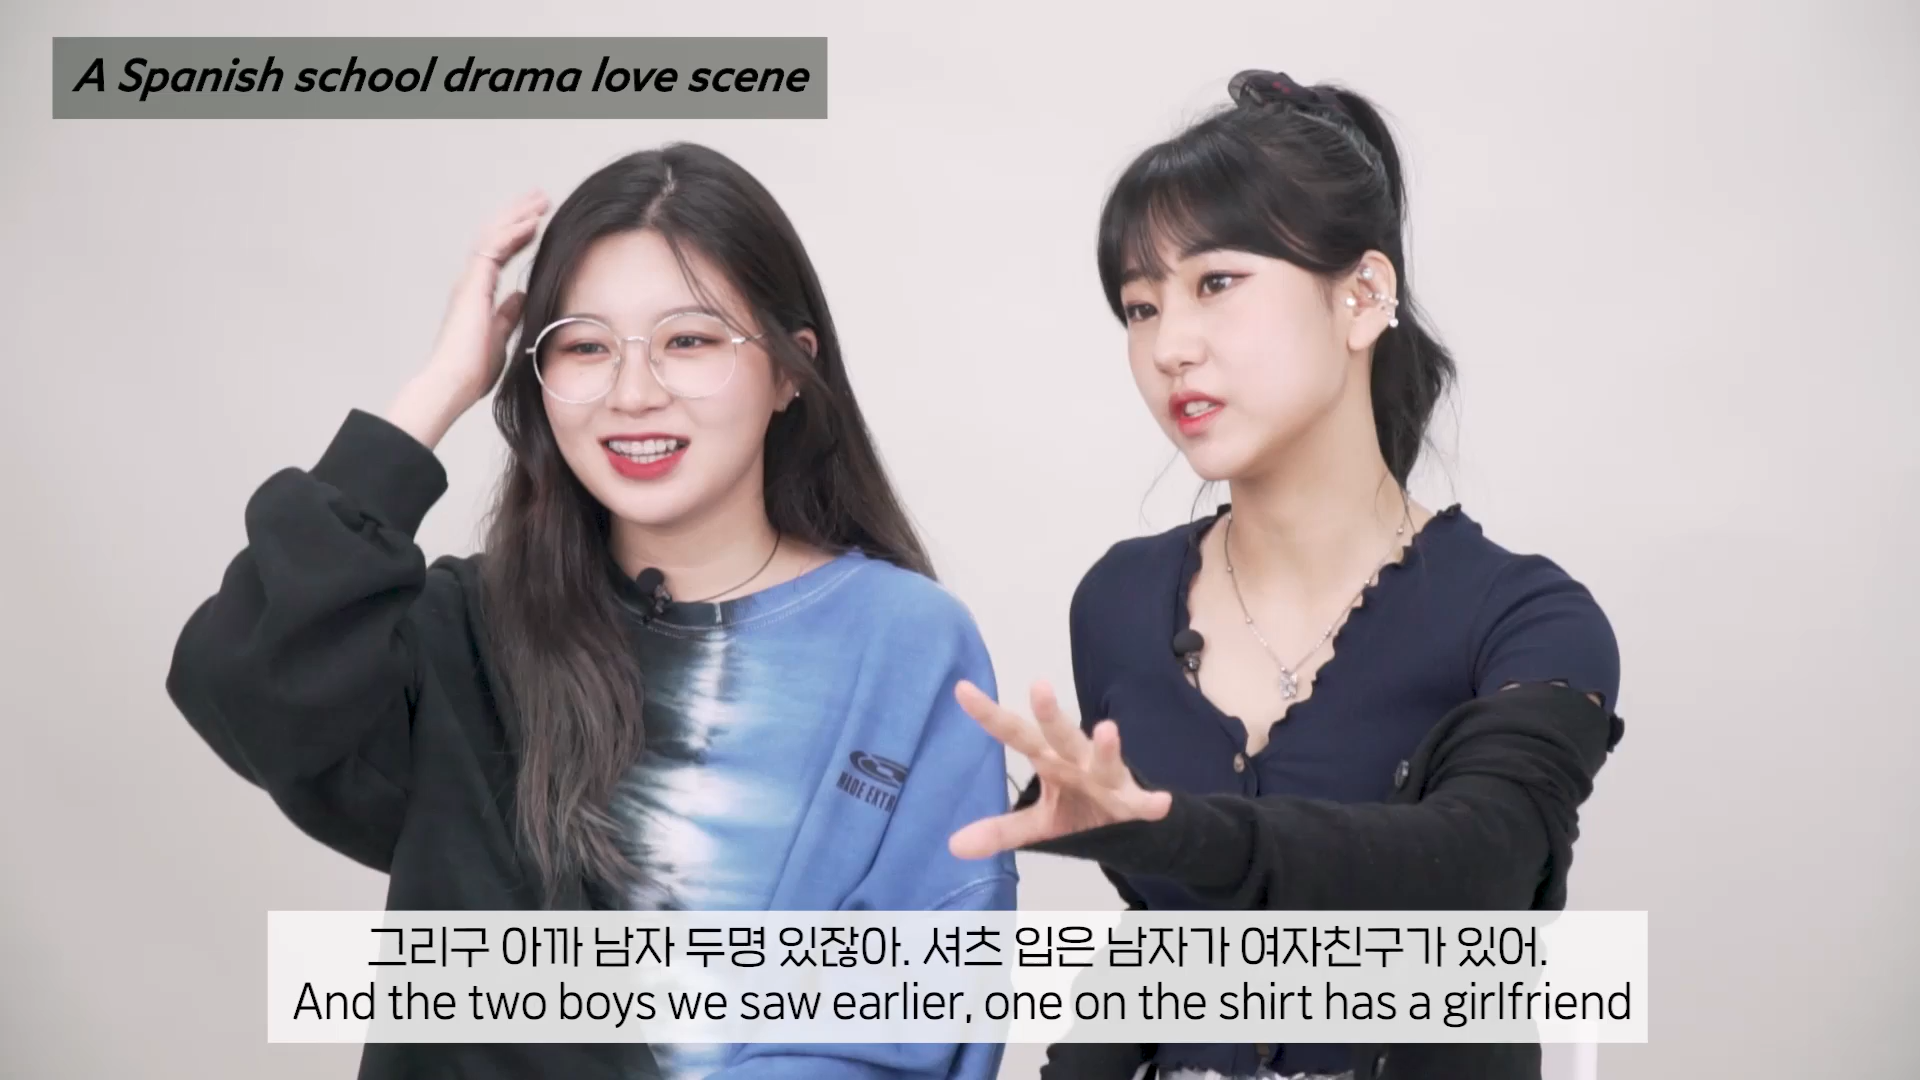 A Spanish school drama love scene
MADE EXTR
그리구 아까 남자 두명 있잖아. 셔츠 입은 남자가 여자친구가 있어.
And the two boys we saw earlier, one on the shirt has a girlfriend